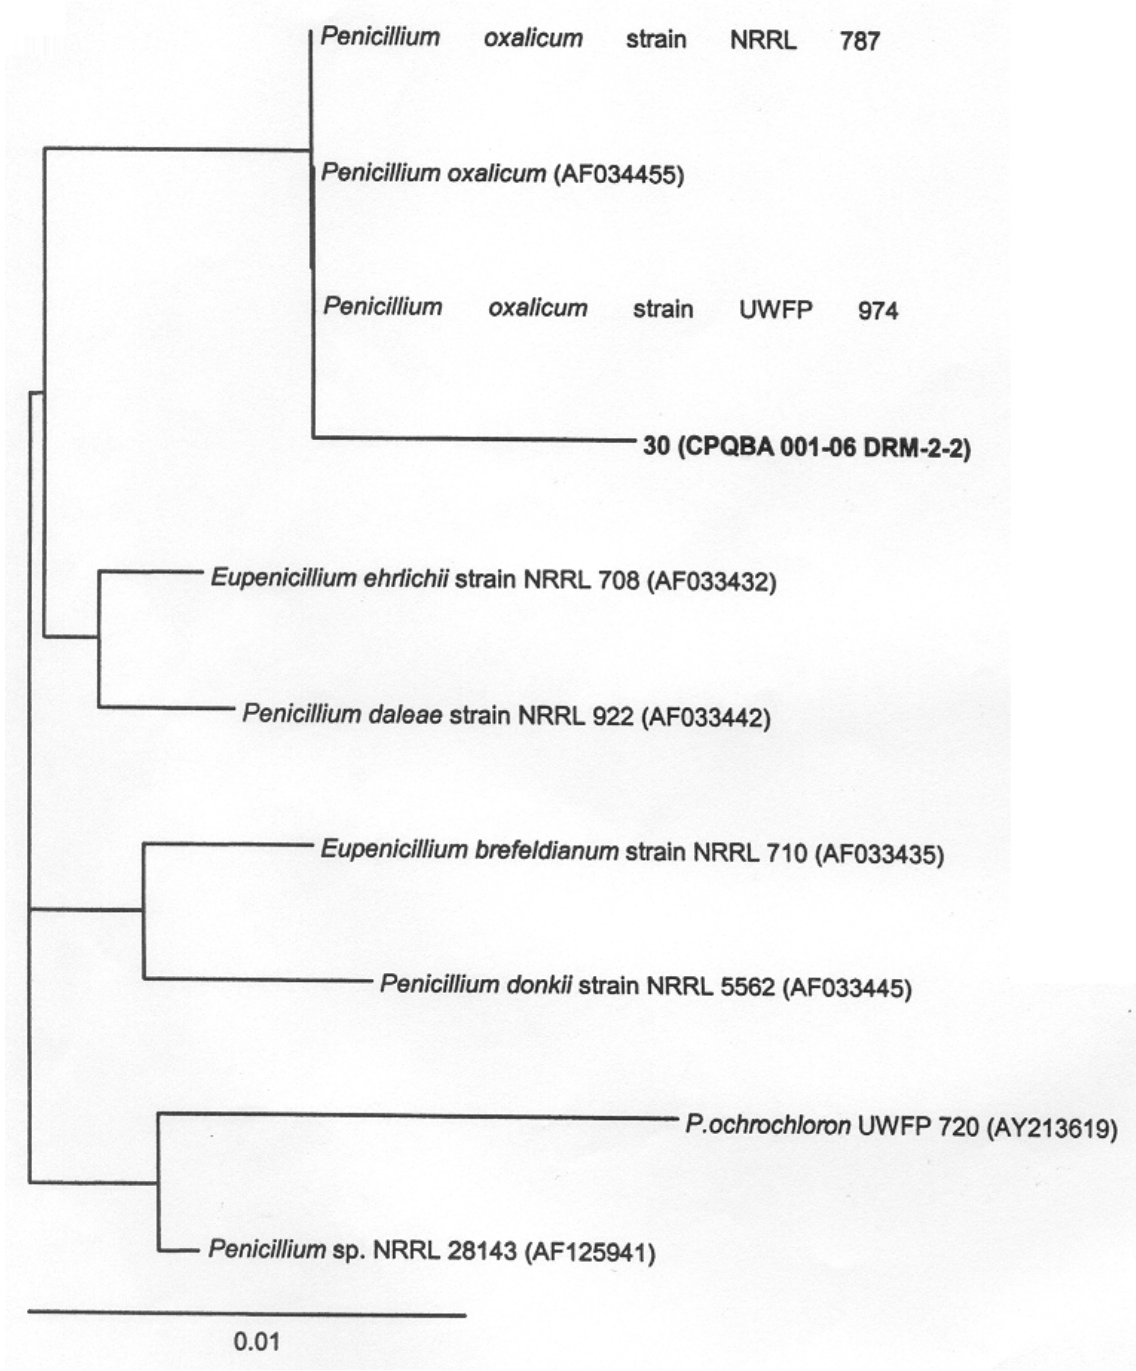 Penicillium oxalicum strain NRRL 787
Penicillium oxalicum (AF034455)
Penicillium oxalicum strain UWFP 974
30 (CPQBA 001-06 DRM-2-2)
Eupenicillium ehrlichii strain NRRL 708 (AF033432)
Penicillium daleae strain NRRL 922 (AF033442)
Eupenicillium brefeldianum strain NRRL 710 (AF033435)
Penicillium donkii strain NRRL 5562 (AF033445)
P.ochrochloron UWFP 720 (AY213619)
Penicillium sp. NRRL 28143 (AF125941)
0.01